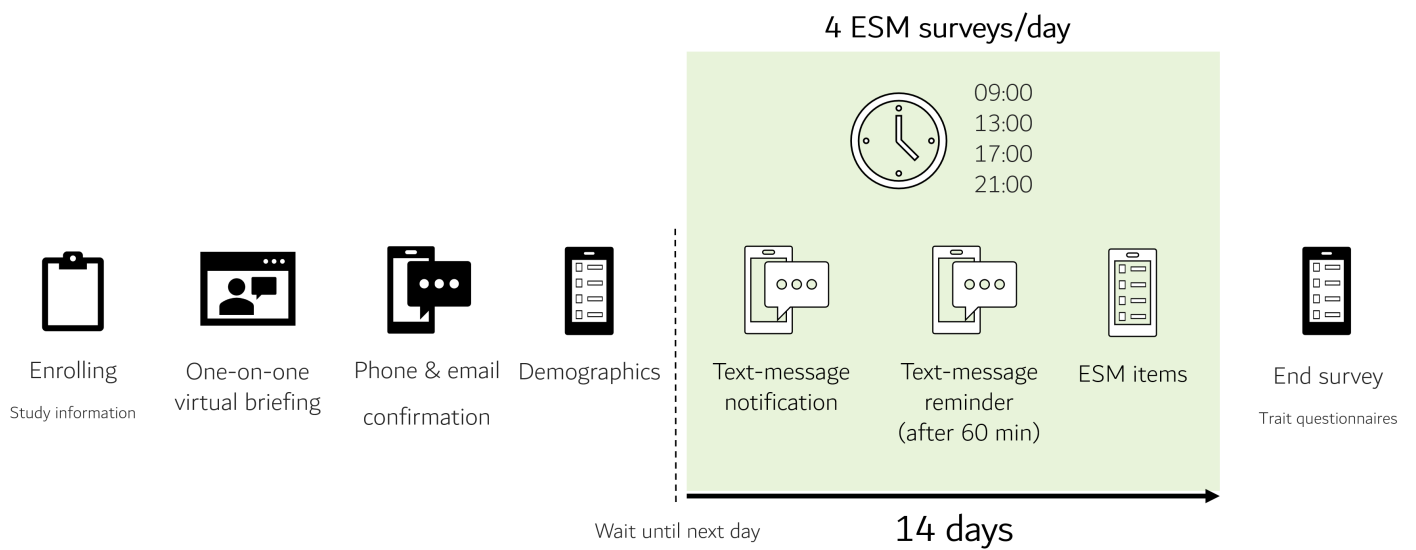 4 ESM surveys/day
09:00
13:00
17:00
21:00
Enrolling
Study information
One-on-one
virtual briefing
Phone & email
confirmation
Demographics
Text-message
notification
Text-message
reminder
(after 60 min)
ESM items
End survey
Trait questionnaires
Wait until next day
14 days